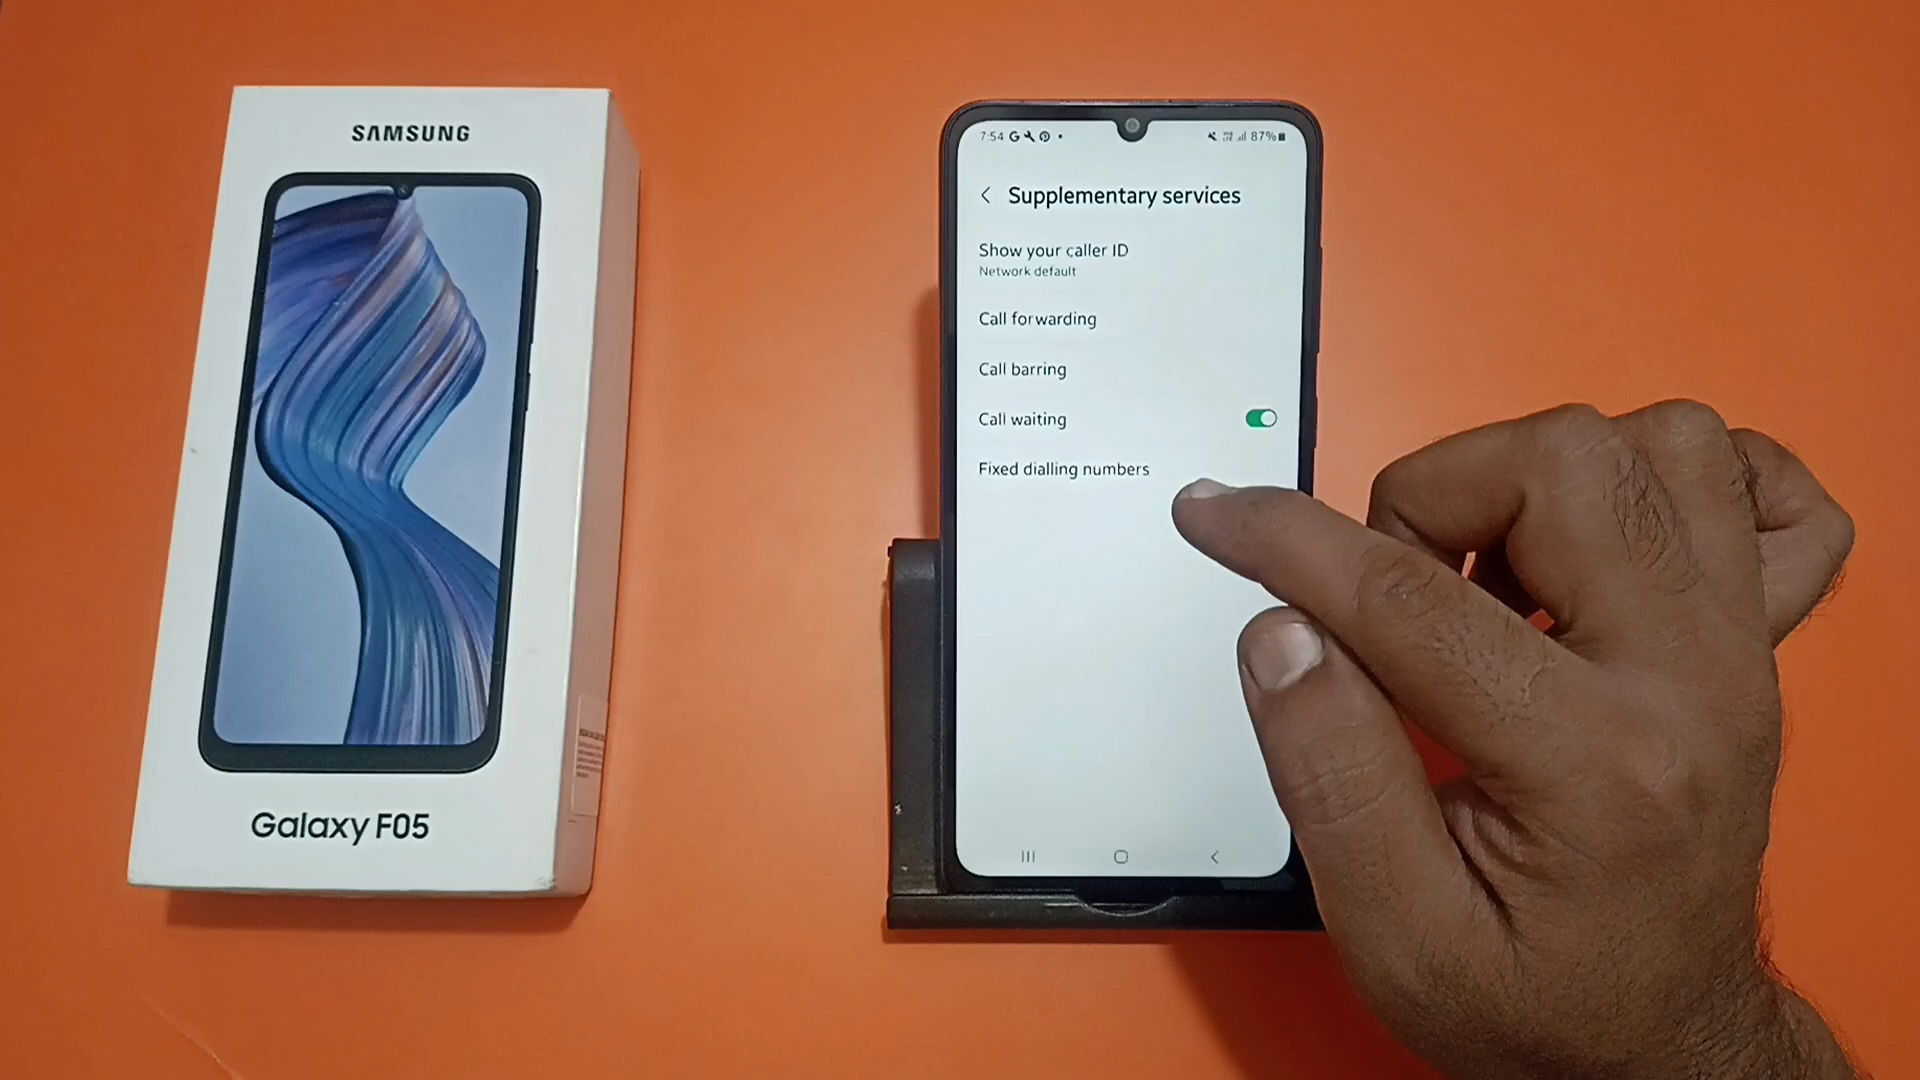 SAMSUNG
Galaxy F05
7:54 87%
Supplementary services
Show your caller ID
Network default
Call forwarding
Call barring
Call waiting
Fixed dialling numbers